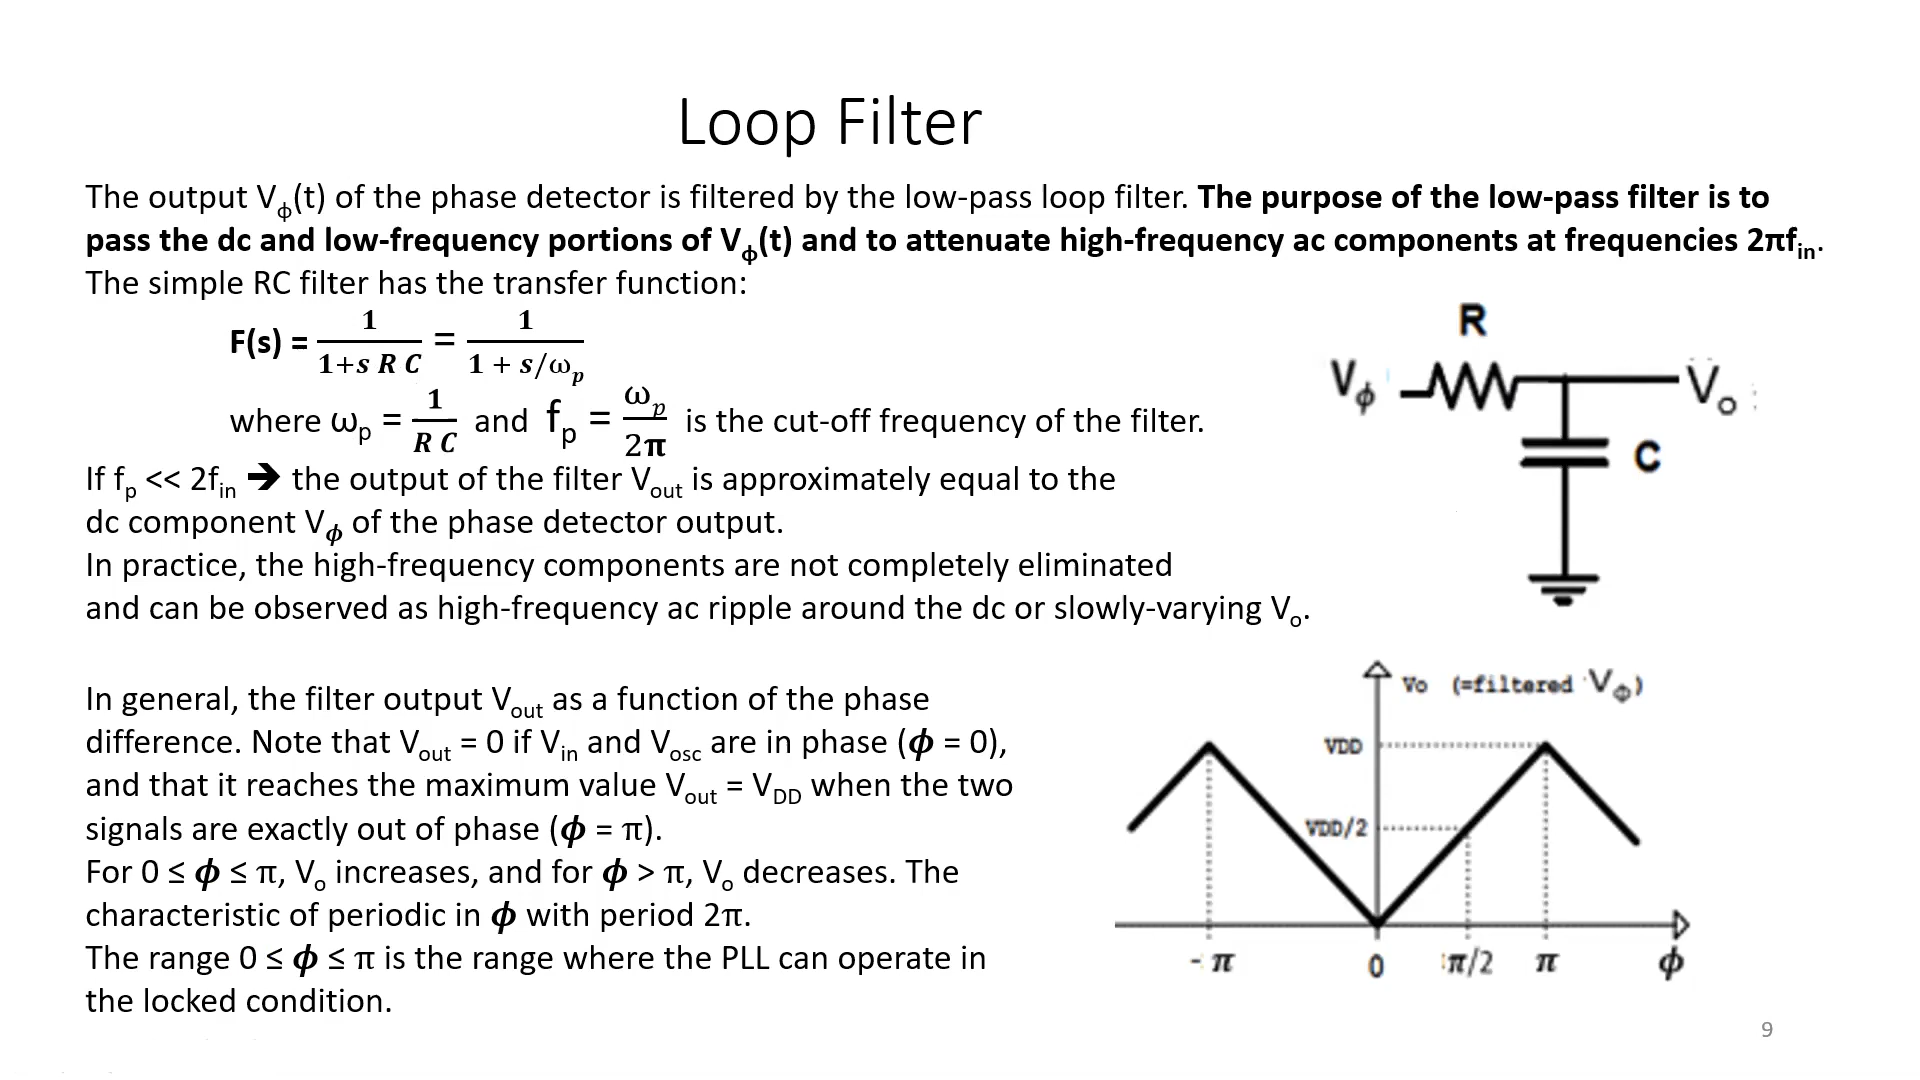 Loop Filter
The output Vϕ(t) of the phase detector is filtered by the low-pass loop filter. The purpose of the low-pass filter is to
pass the dc and low-frequency portions of Vϕ(t) and to attenuate high-frequency ac components at frequencies 2πfin.
The simple RC filter has the transfer function:
F(s) = 1/(1+s R C) = 1/(1 + s/ωp)
where ωp = 1/(R C) and fp = ωp/2π is the cut-off frequency of the filter.
If fp << 2fin ➔ the output of the filter Vout is approximately equal to the
dc component Vϕ of the phase detector output.
In practice, the high-frequency components are not completely eliminated
and can be observed as high-frequency ac ripple around the dc or slowly-varying Vo.
R
Vϕ
Vo
C
In general, the filter output Vout as a function of the phase
difference. Note that Vout = 0 if Vin and Vosc are in phase (ϕ = 0),
and that it reaches the maximum value Vout = VDD when the two
signals are exactly out of phase (ϕ = π).
For 0 ≤ ϕ ≤ π, Vo increases, and for ϕ > π, Vo decreases. The
characteristic of periodic in ϕ with period 2π.
The range 0 ≤ ϕ ≤ π is the range where the PLL can operate in
the locked condition.
Vo (=filtered VΦ)
VDD
VDD/2
-π 0 π/2 π ϕ
9